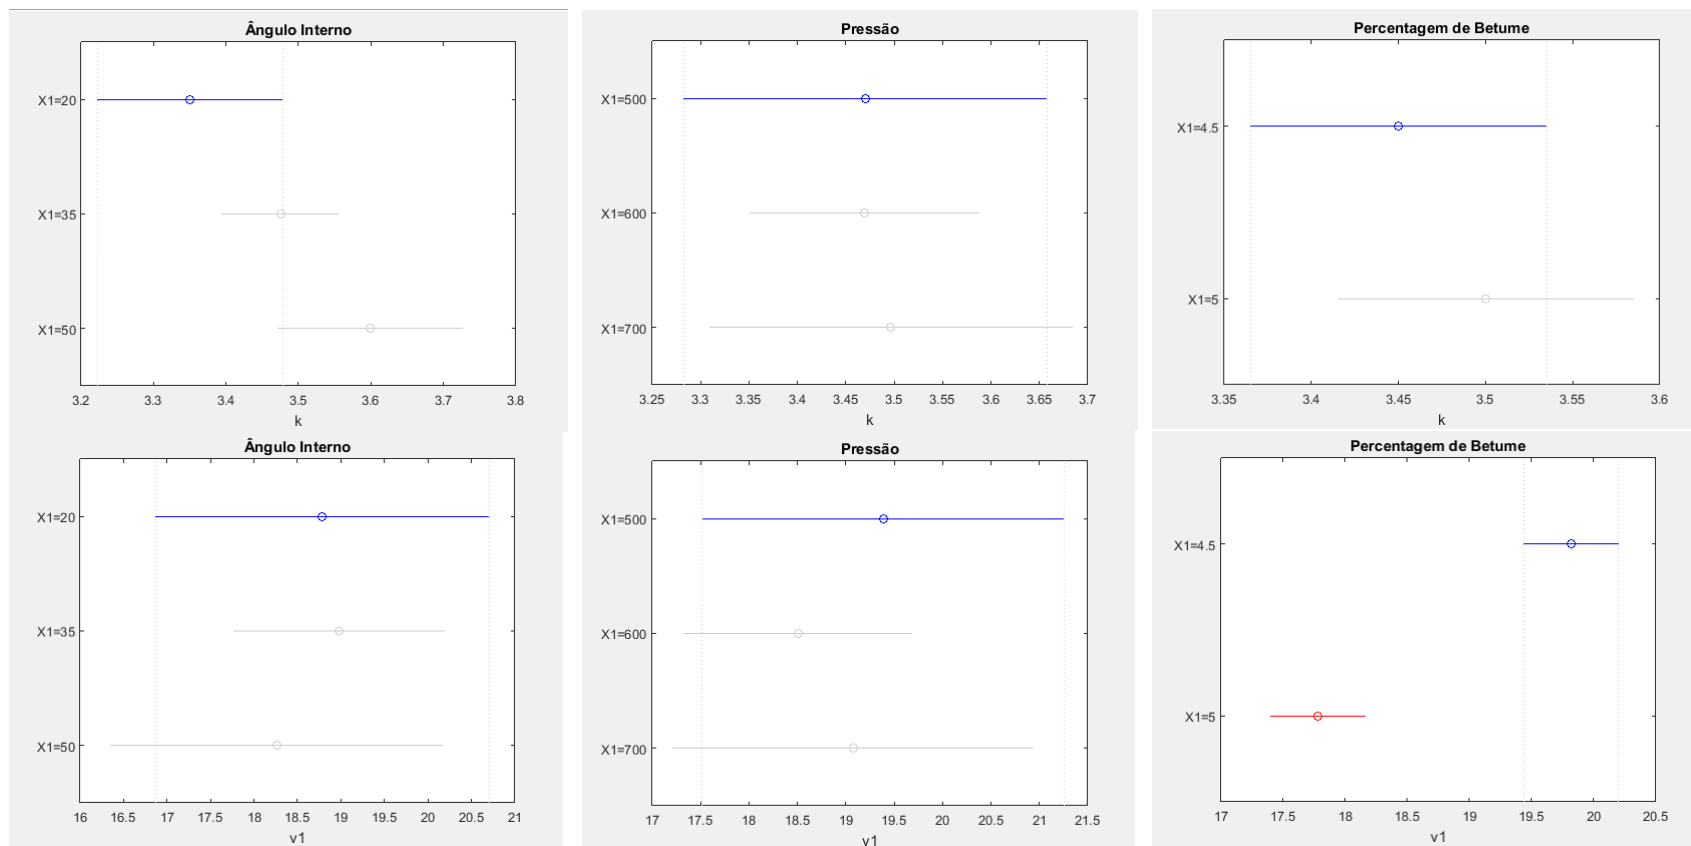 Ângulo Interno
X1=20
X1=35
X1=50
3.2 3.3 3.4 3.5 3.6 3.7 3.8
k
Pressão
X1=500
X1=600
X1=700
3.25 3.3 3.35 3.4 3.45 3.5 3.55 3.6 3.65 3.7
k
Percentagem de Betume
X1=4.5
X1=5
3.35 3.4 3.45 3.5 3.55 3.6
k
Ângulo Interno
X1=20
X1=35
X1=50
16 16.5 17 17.5 18 18.5 19 19.5 20 20.5 21
v1
Pressão
X1=500
X1=600
X1=700
17 17.5 18 18.5 19 19.5 20 20.5 21 21.5
v1
Percentagem de Betume
X1=4.5
X1=5
17 17.5 18 18.5 19 19.5 20 20.5
v1